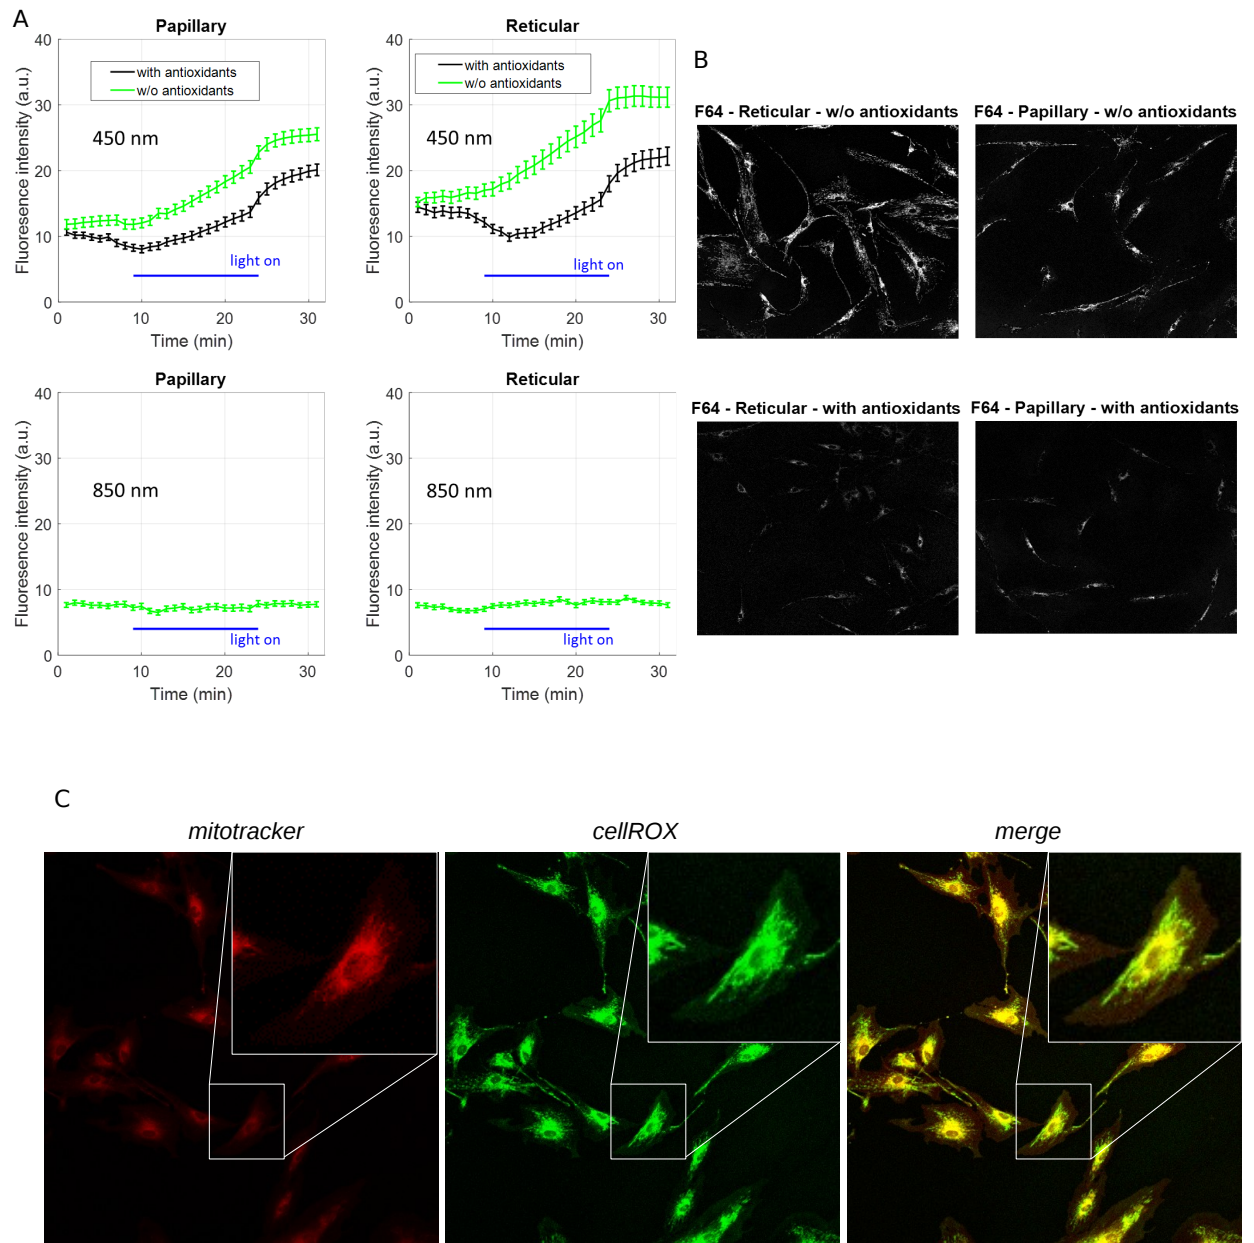 A
Papillary
Fluoresence intensity (a.u.)
40
30
20
10
0
with antioxidants
w/o antioxidants
450 nm
light on
0
10
20
30
Time (min)
Reticular
Fluoresence intensity (a.u.)
40
30
20
10
0
with antioxidants
w/o antioxidants
450 nm
light on
0
10
20
30
Time (min)
Papillary
Fluoresence intensity (a.u.)
40
30
20
10
0
850 nm
light on
0
10
20
30
Time (min)
Reticular
Fluoresence intensity (a.u.)
40
30
20
10
0
850 nm
light on
0
10
20
30
Time (min)
B
F64 - Reticular - w/o antioxidants
F64 - Papillary - w/o antioxidants
F64 - Reticular - with antioxidants
F64 - Papillary - with antioxidants
C
mitotracker
cellROX
merge